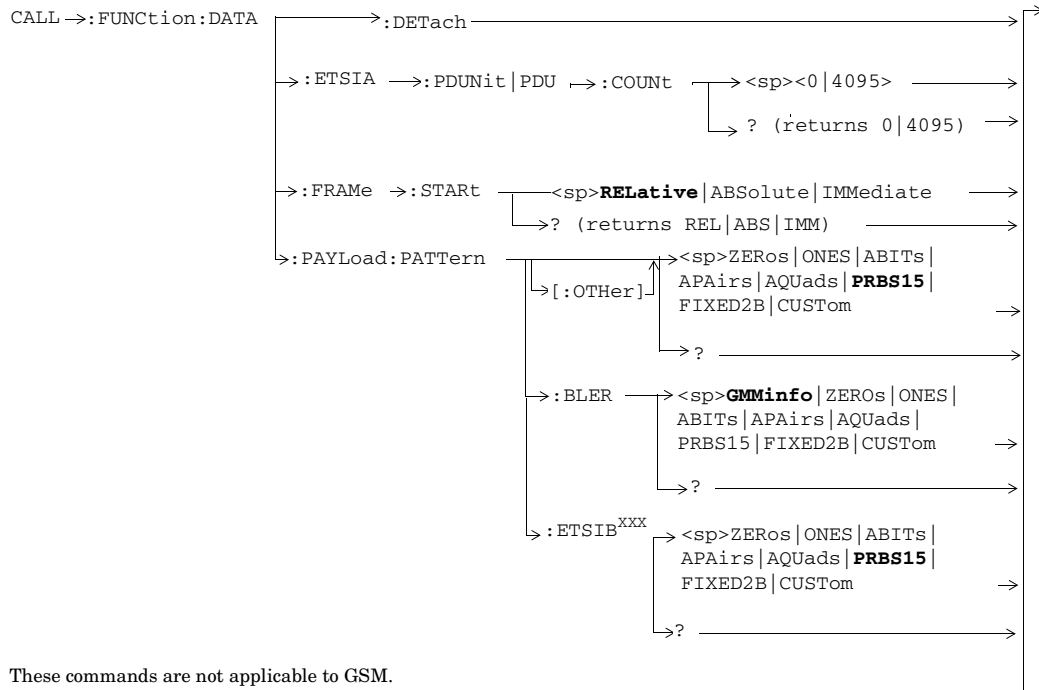 CALL :FUNCtion:DATA :DETach
:ETSIA :PDUNit|PDU :COUNt <sp><0|4095>
? (returns 0|4095)
:FRAMe :STARt <sp>RELative|ABSolute|IMMediate
? (returns REL|ABS|IMM)
:PAYLoad:PATTern <sp>ZERos|ONES|ABITs|
[:OTHer] APAirs|AQUads|PRBS15|
FIXED2B|CUSTom
?
:BLER <sp>GMMinfo|ZEROs|ONES|
ABITs|APAirs|AQUads|
PRBS15|FIXED2B|CUSTom
?
:ETSIBXXX <sp>ZERos|ONES|ABITs|
APAirs|AQUads|PRBS15|
FIXED2B|CUSTom
?
These commands are not applicable to GSM.